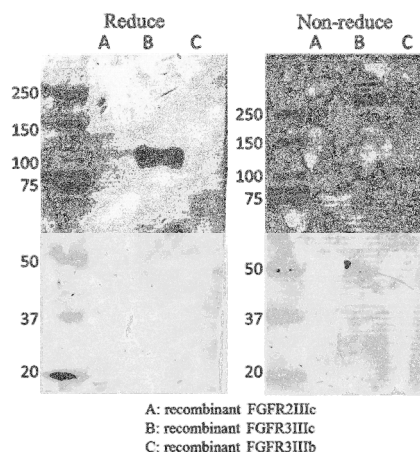 Reduce Non-reduce
A B C A B C
250
150
100
75
50
37
20
250
150
100
75
50
37
20
A: recombinant FGFR2IIIc
B: recombinant FGFR3IIIc
C: recombinant FGFR3IIIb